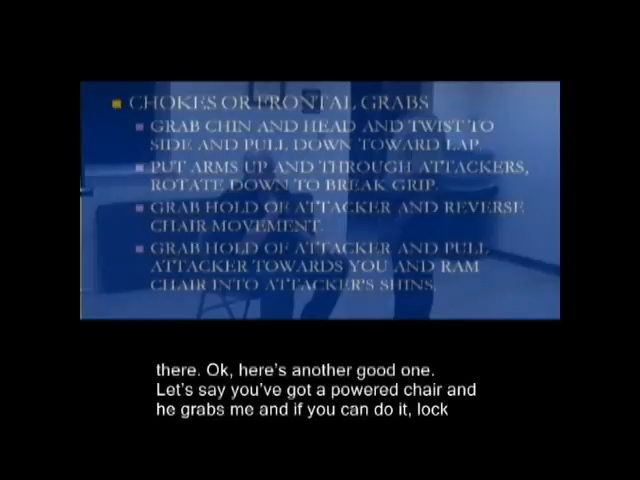 CHOKES OR FRONTAL GRABS
GRAB CHIN AND HEAD AND TWIST TO
SIDE AND PULL DOWN TOWARD LAP.
PUT ARMS UP AND THROUGH ATTACKERS,
ROTATE DOWN TO BREAK GRIP.
GRAB HOLD OF ATTACKER AND REVERSE
CHAIR MOVEMENT.
GRAB HOLD OF ATTACKER AND PULL
ATTACKER TOWARDS YOU AND RAM
CHAIR INTO ATTACKER'S SHINS.
there. Ok, here's another good one.
Let's say you've got a powered chair and
he grabs me and if you can do it, lock